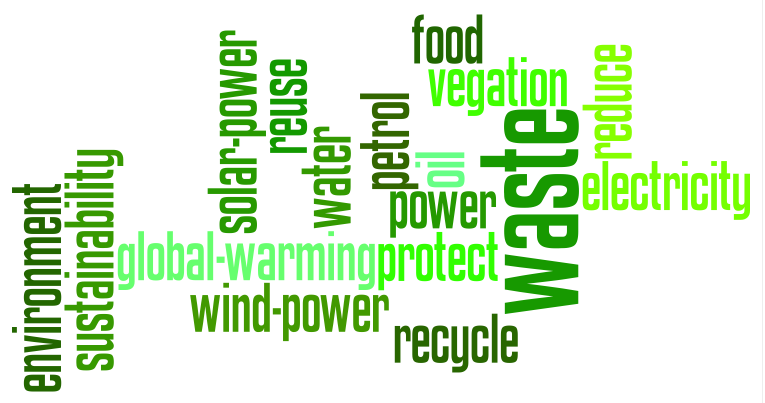 food
vegation
reduce
solar-power
reuse
petrol
water
oil
waste
electricity
power
environment
sustainability
global-warming
protect
wind-power
recycle